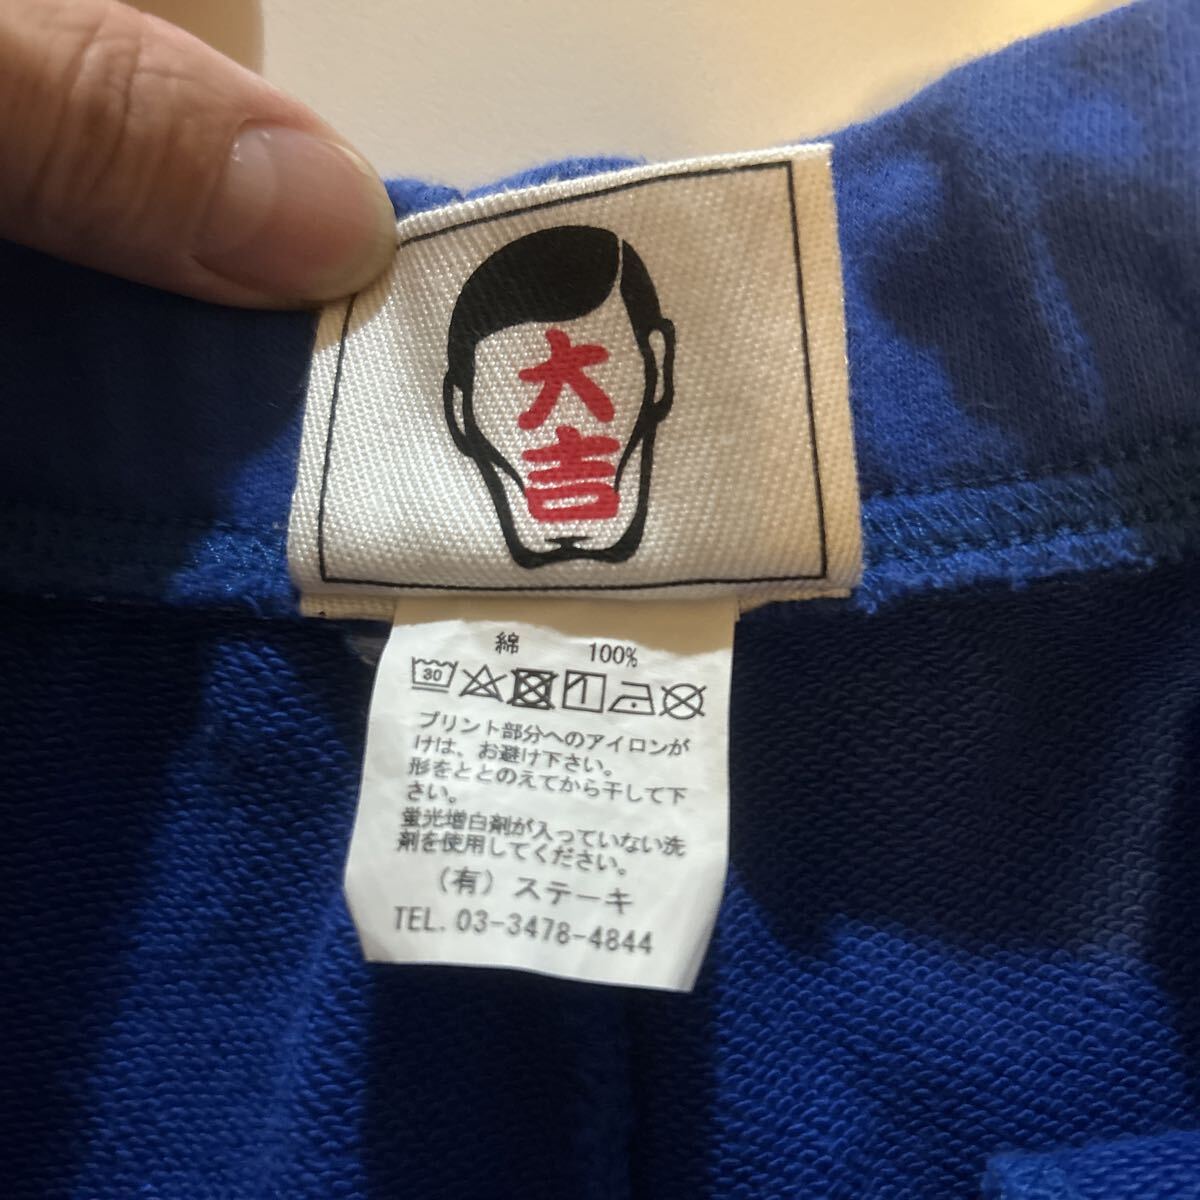 大
吉
綿 100%
30
プリント部分へのアイロンが
けは、お避け下さい。
形をととのえてから干して下
さい。
蛍光増白剤が入っていない洗
剤を使用してください。
(有)ステーキ
TEL. 03-3478-4844